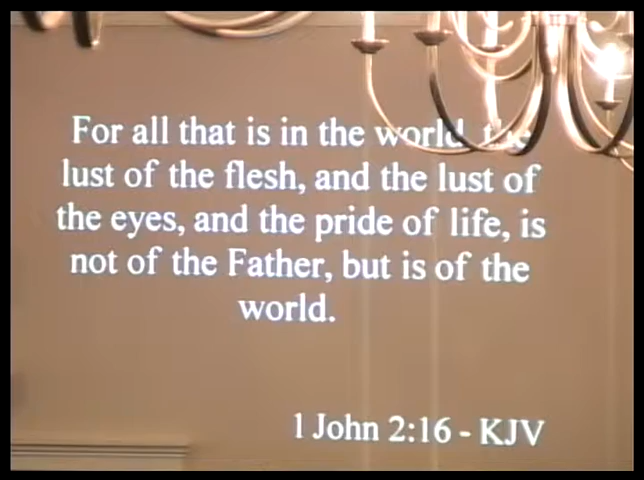 For all that is in the world, the
lust of the flesh, and the lust of
the eyes, and the pride of life, is
not of the Father, but is of the
world.
1 John 2:16 - KJV